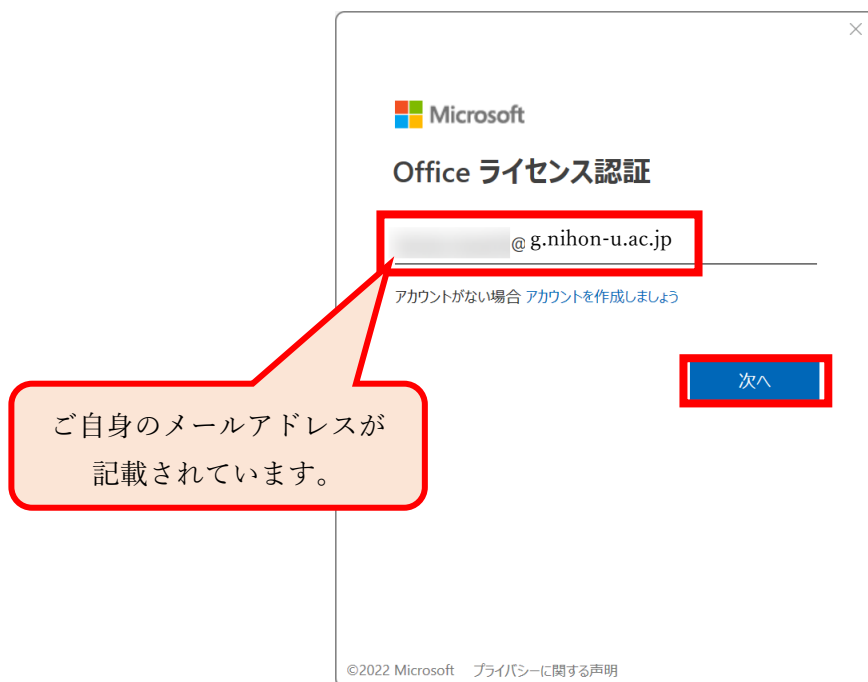 Microsoft
Office ライセンス認証
@ g.nihon-u.ac.jp
アカウントがない場合 アカウントを作成しましょう
次へ
ご自身のメールアドレスが
記載されています。
©2022 Microsoft プライバシーに関する声明